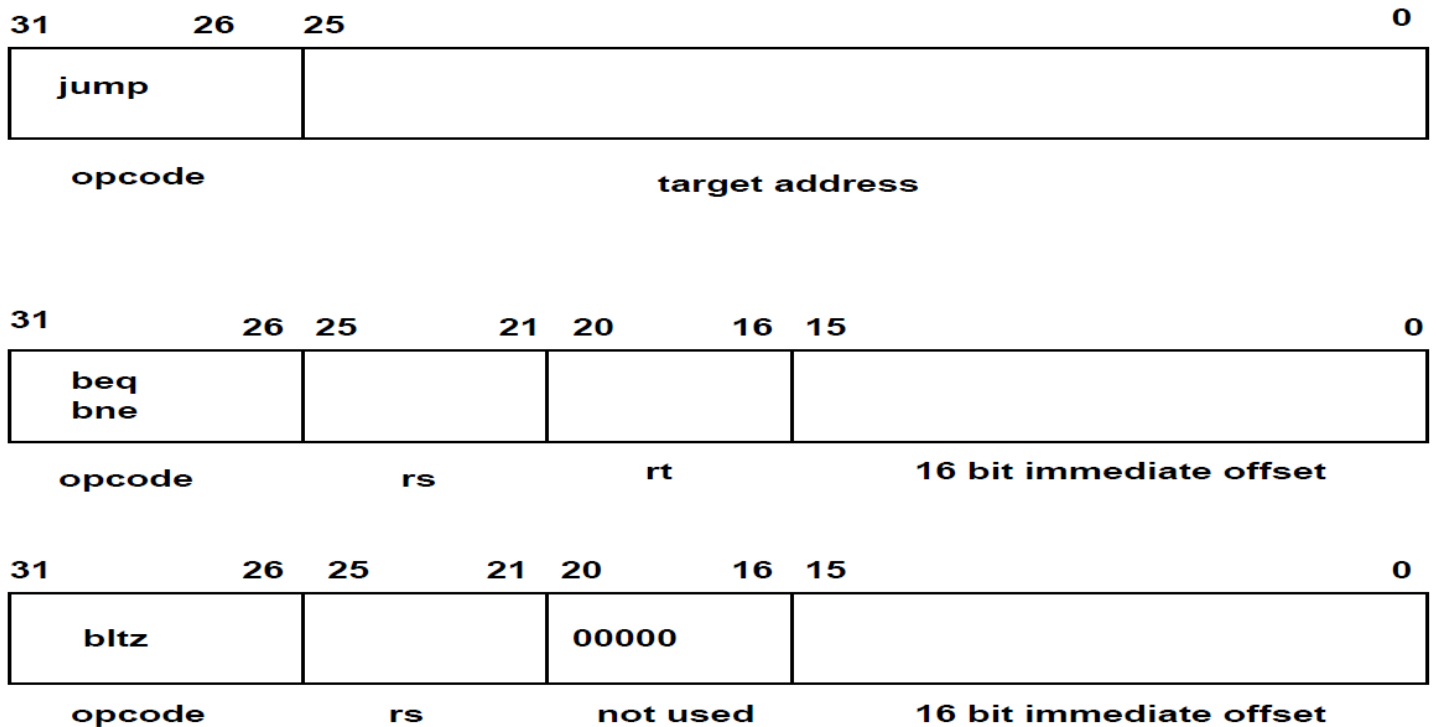 31 26 25 0
jump
opcode target address
31 26 25 21 20 16 15 0
beq
bne
opcode rs rt 16 bit immediate offset
31 26 25 21 20 16 15 0
bltz 00000
opcode rs not used 16 bit immediate offset